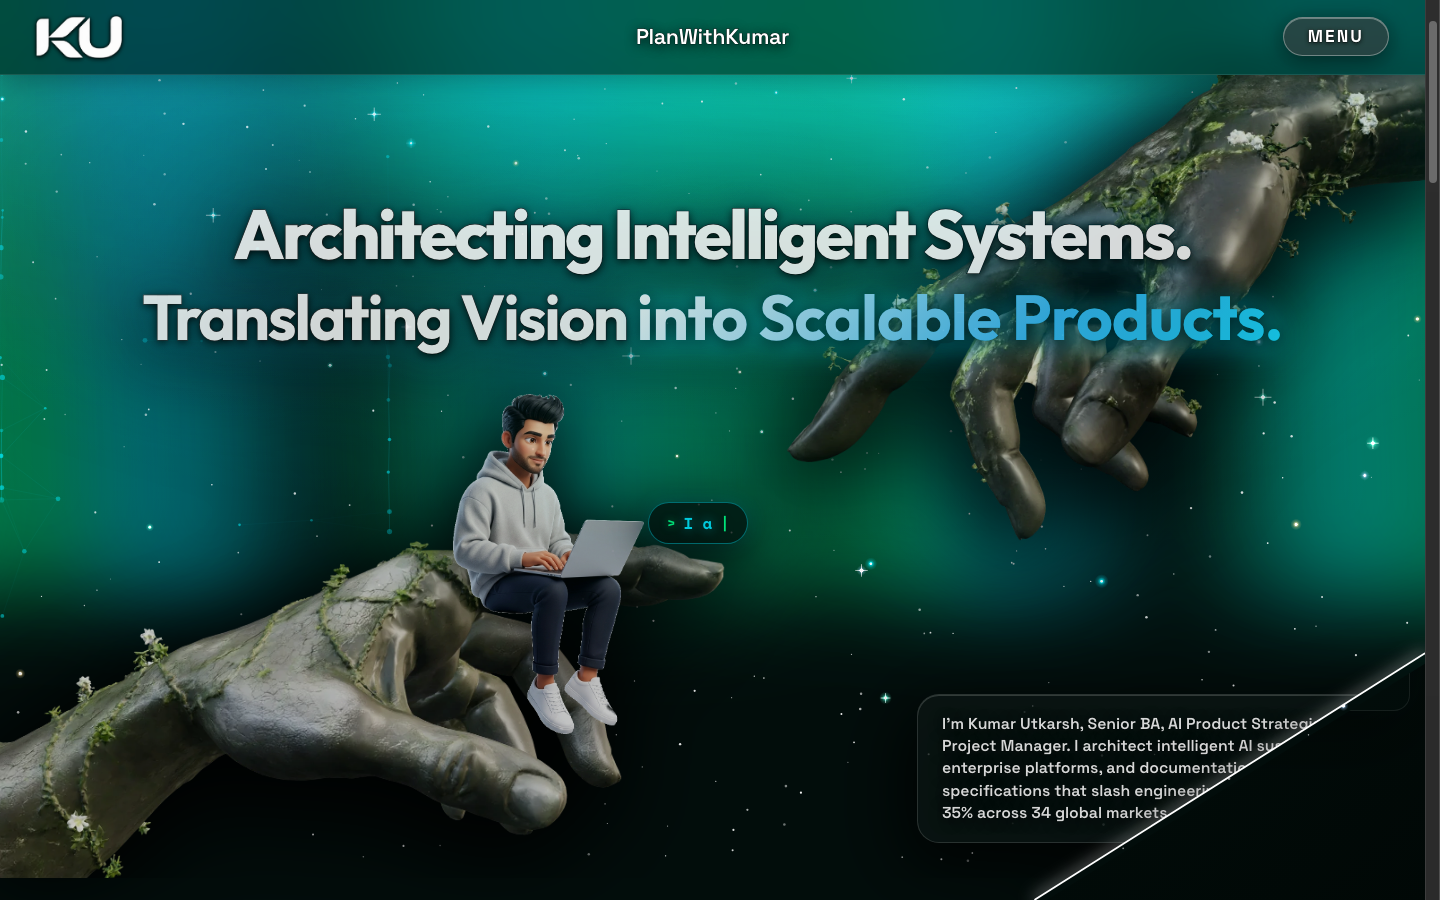 KU
PlanWithKumar
MENU
Architecting Intelligent Systems.
Translating Vision into Scalable Products.
> I a
I'm Kumar Utkarsh, Senior BA, AI Product
Project Manager. I architect intelligent AI
enterprise platforms, and
specifications that slash
35% across 34 global markets